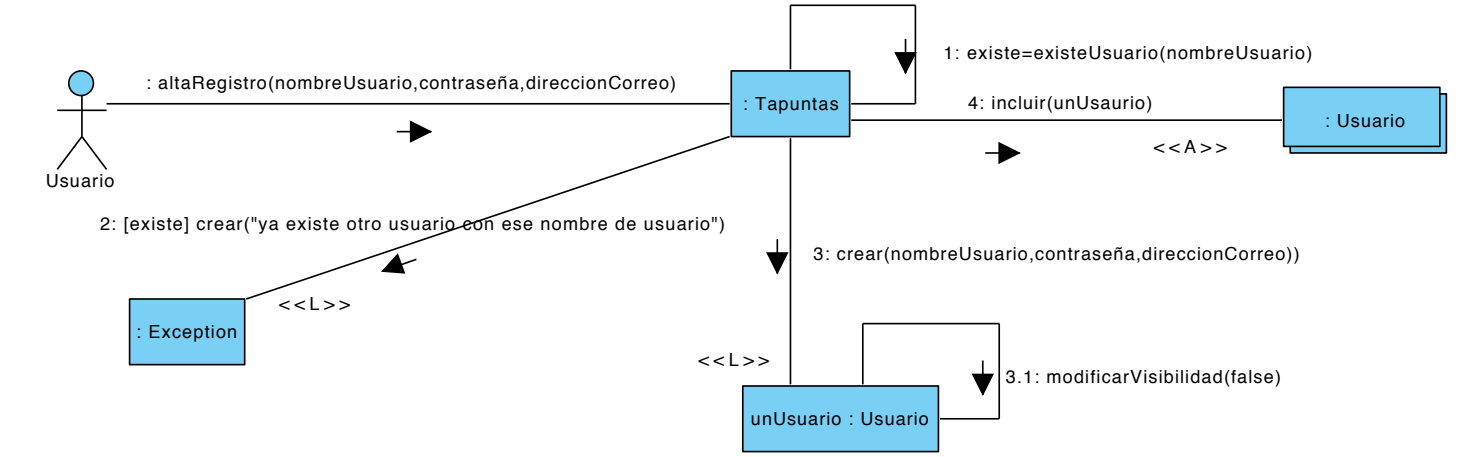 1: existe=existeUsuario(nombreUsuario)
: altaRegistro(nombreUsuario,contraseña,direccionCorreo)
: Tapuntas
4: incluir(unUsaurio)
: Usuario
<<A>>
Usuario
2: [existe] crear("ya existe otro usuario con ese nombre de usuario")
3: crear(nombreUsuario,contraseña,direccionCorreo))
<<L>>
: Exception
<<L>>
3.1: modificarVisibilidad(false)
unUsuario : Usuario